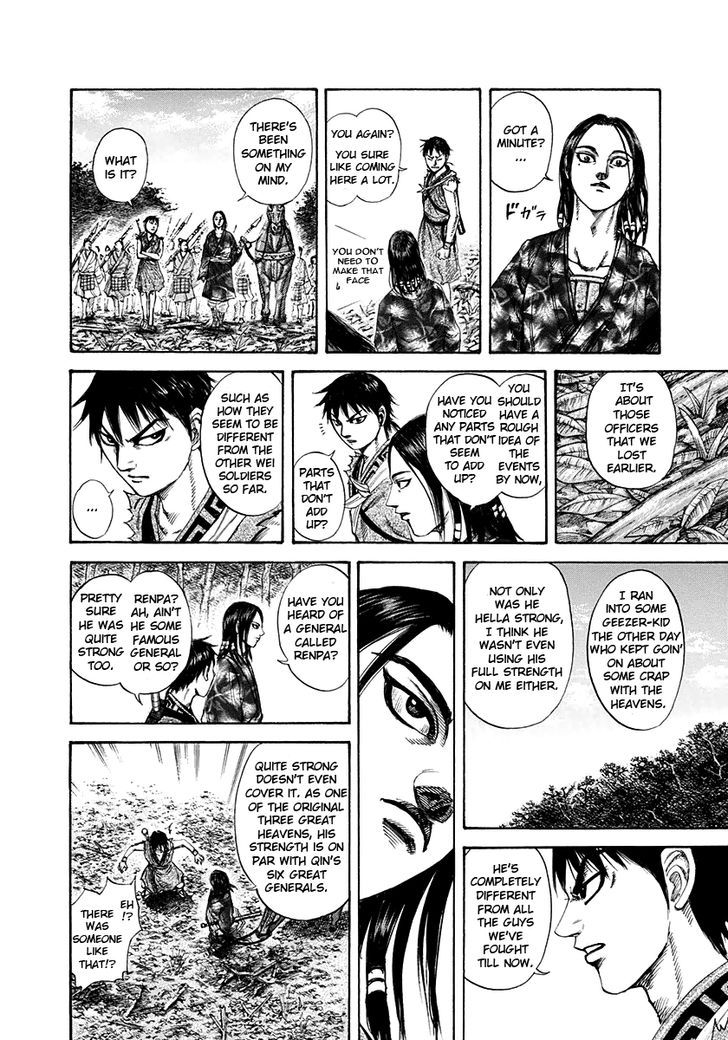 GOT A
MINUTE?
...
ドガラ
YOU AGAIN?
YOU SURE
LIKE COMING
HERE A LOT.
YOU DON'T
NEED TO
MAKE THAT
FACE
THERE'S
BEEN
SOMETHING
ON MY
MIND.
WHAT
IS IT?
IT'S
ABOUT
THOSE
OFFICERS
THAT WE
LOST
EARLIER.
YOU
SHOULD
HAVE A
ROUGH
IDEA OF
THE
EVENTS
BY NOW,
HAVE YOU
NOTICED
ANY PARTS
THAT DON'T
SEEM
TO ADD
UP?
PARTS
THAT
DON'T
ADD
UP?
SUCH AS
HOW THEY
SEEM TO BE
DIFFERENT
FROM THE
OTHER WEI
SOLDIERS
SO FAR.
...
I RAN
INTO SOME
GEEZER-KID
THE OTHER DAY
WHO KEPT GOIN'
ON ABOUT
SOME CRAP
WITH THE
HEAVENS.
NOT ONLY
WAS HE
HELLA STRONG,
I THINK HE
WASN'T EVEN
USING HIS
FULL STRENGTH
ON ME EITHER.
HE'S
COMPLETELY
DIFFERENT
FROM ALL
THE GUYS
WE'VE
FOUGHT
TILL NOW.
HAVE YOU
HEARD OF
A GENERAL
CALLED
RENPA?
RENPA?
AH, AIN'T
HE SOME
FAMOUS
GENERAL
OR SO?
PRETTY
SURE
HE WAS
QUITE
STRONG
TOO.
QUITE STRONG
DOESN'T EVEN
COVER IT. AS ONE
OF THE ORIGINAL
THREE GREAT
HEAVENS, HIS
STRENGTH IS ON
PAR WITH QIN'S
SIX GREAT
GENERALS.
EH
!?
THERE
WAS
SOMEONE
LIKE
THAT!?